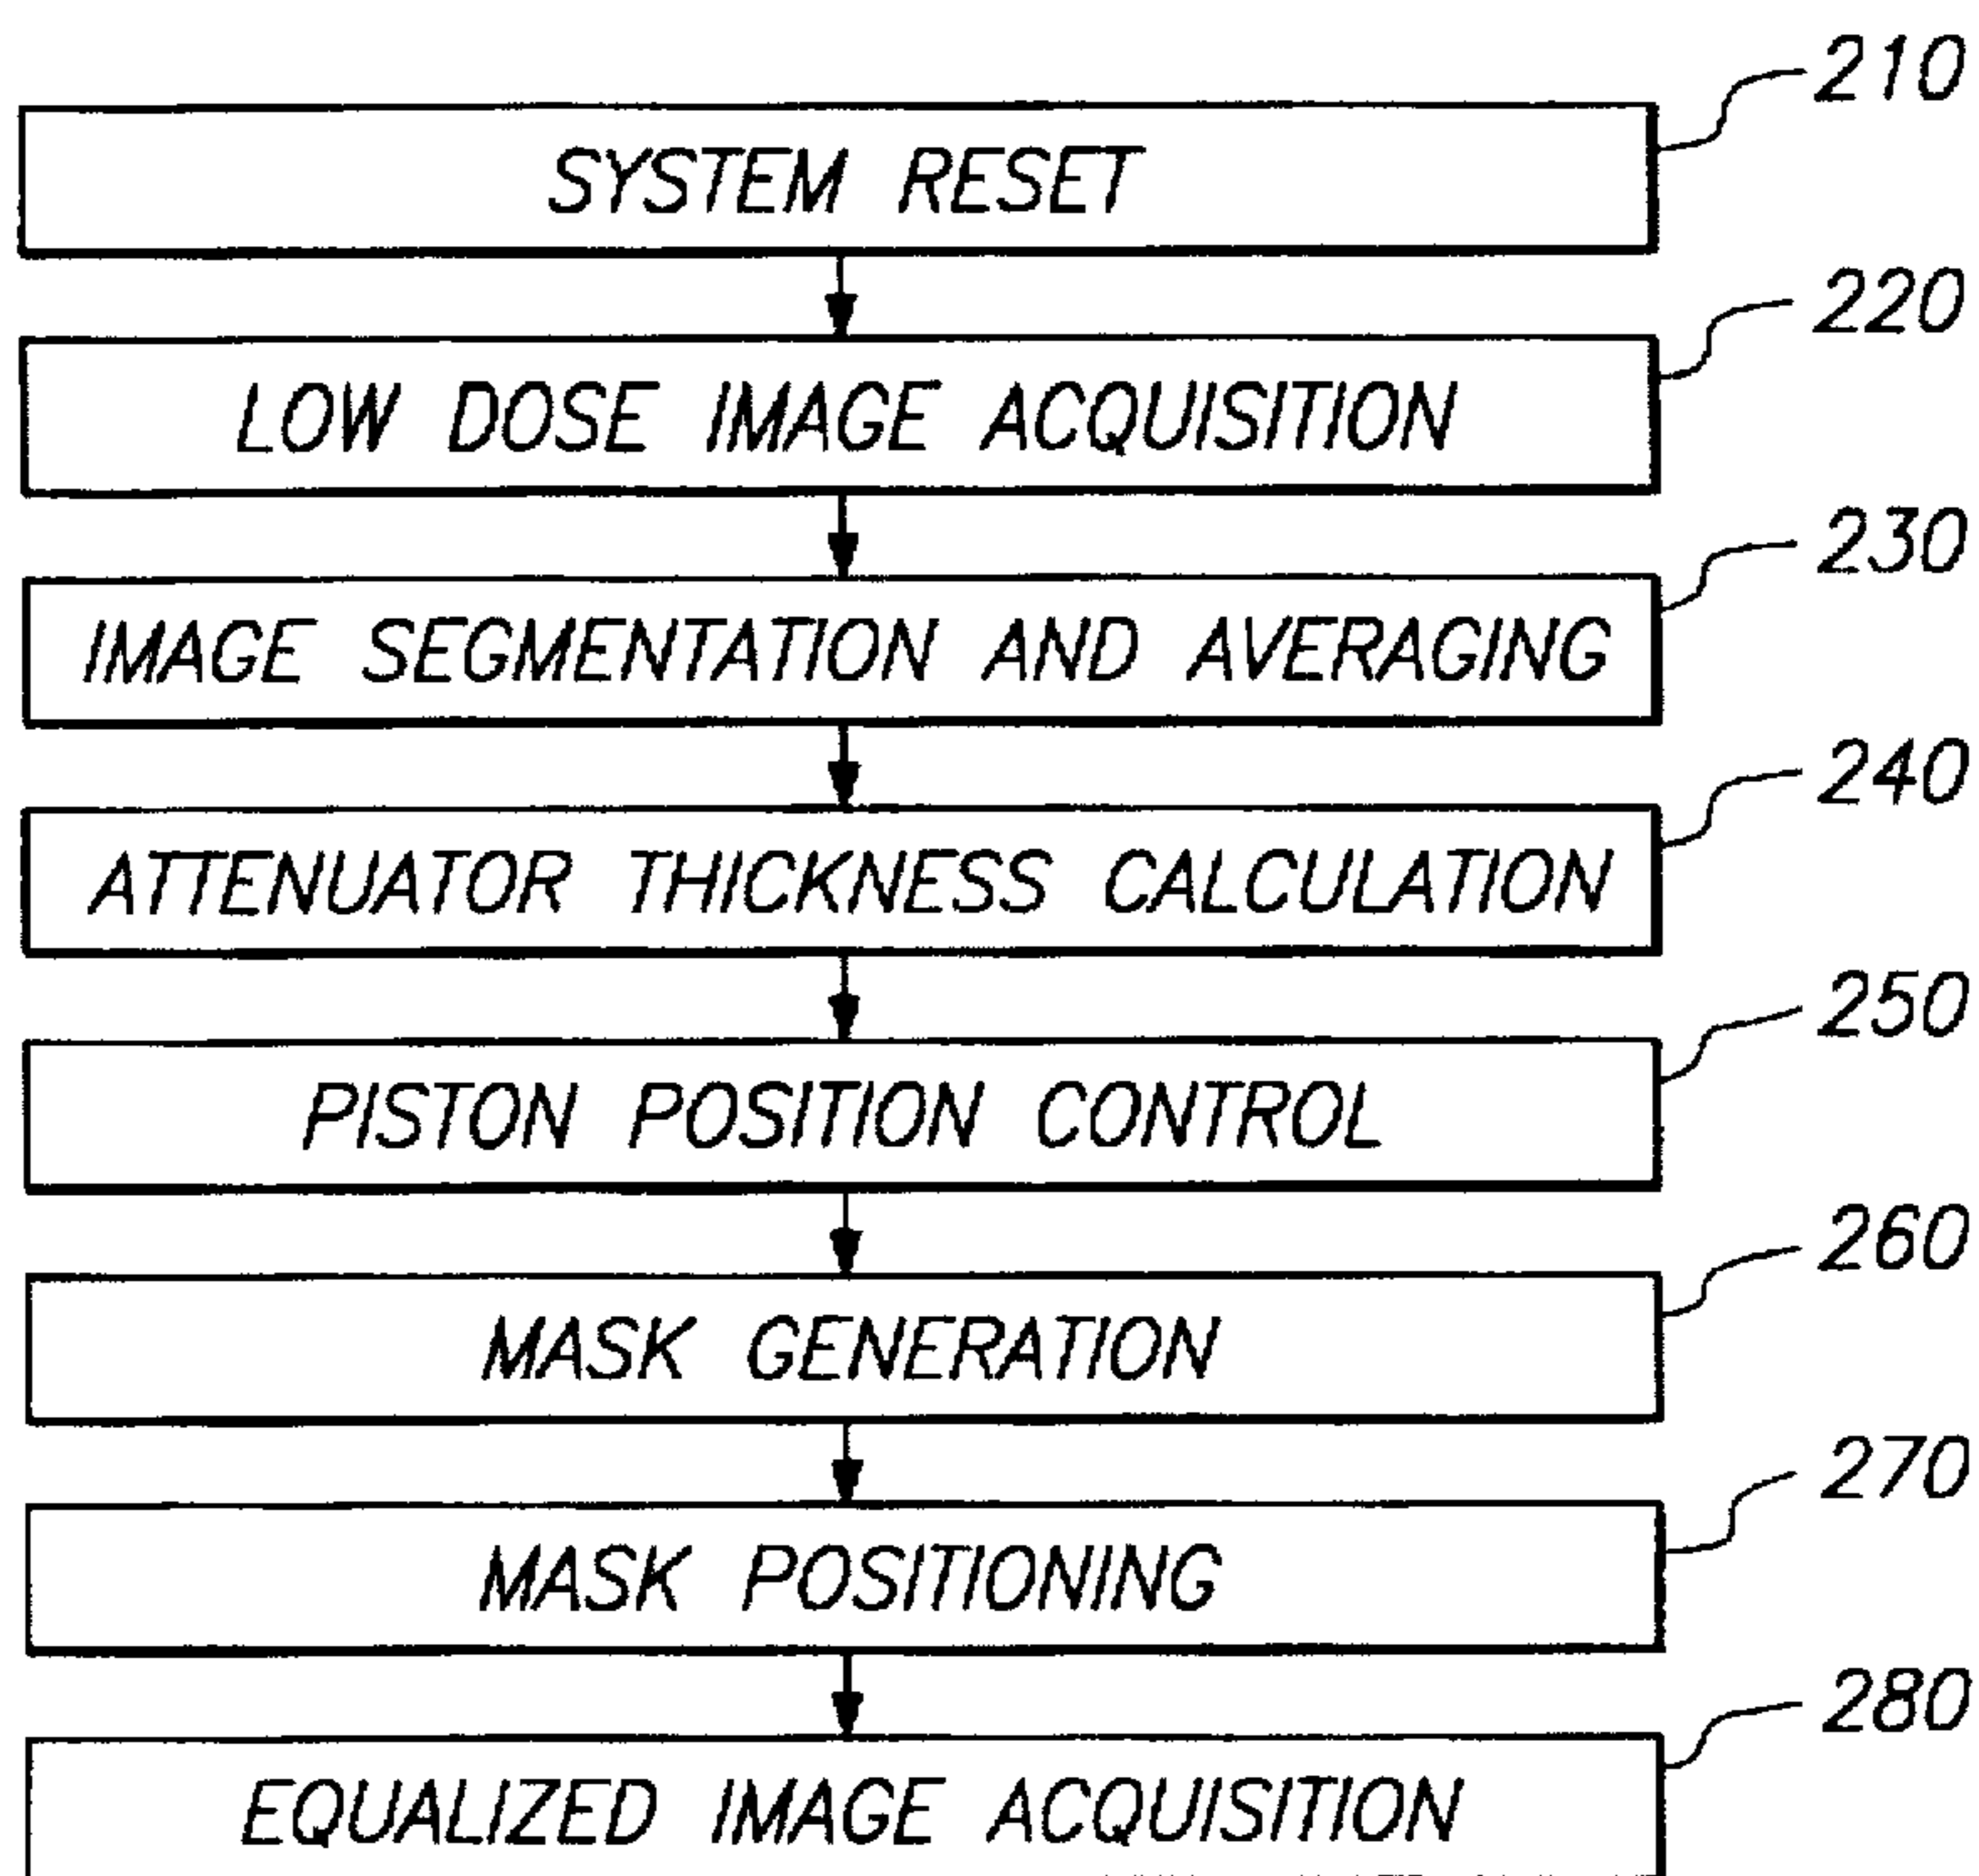 210
SYSTEM RESET
220
LOW DOSE IMAGE ACQUISITION
230
IMAGE SEGMENTATION AND AVERAGING
240
ATTENUATOR THICKNESS CALCULATION
250
PISTON POSITION CONTROL
260
MASK GENERATION
270
MASK POSITIONING
280
EQUALIZED IMAGE ACQUISITION